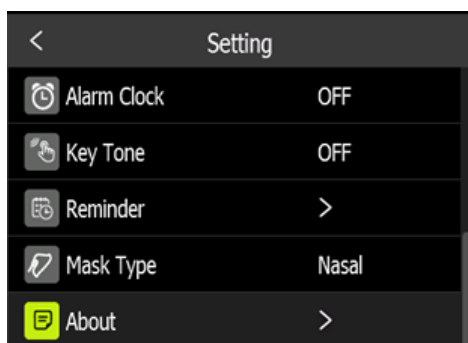 < Setting
Alarm Clock OFF
Key Tone OFF
Reminder >
Mask Type Nasal
About >